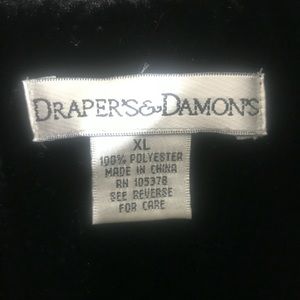 DRAPER'S&DAMON'S
XL
100% POLYESTER
MADE IN CHINA
RN 105378
SEE REVERSE
FOR CARE